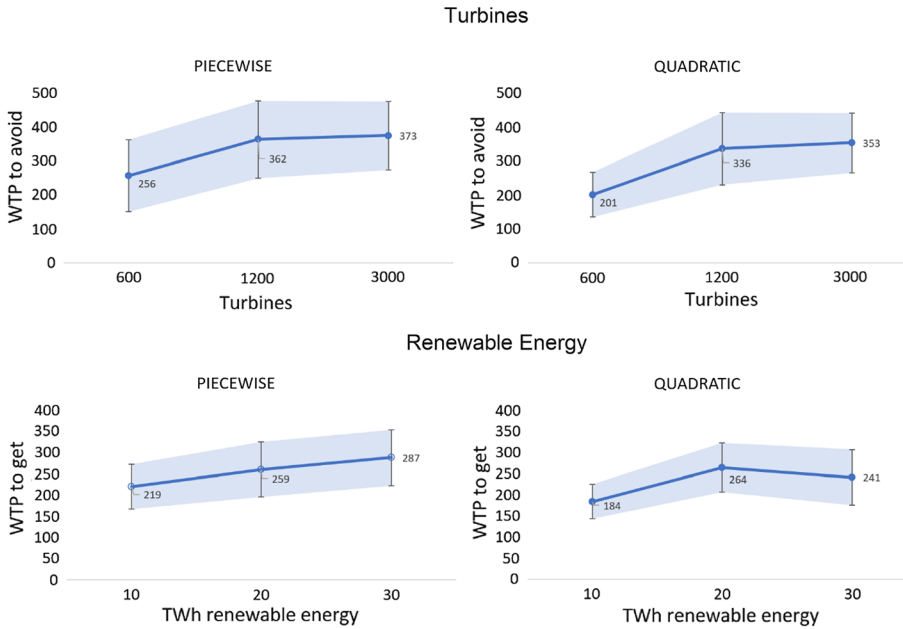 Turbines
PIECEWISE
WTP to avoid
500
400
300
200
100
0
256
362
373
600 1200 3000
Turbines
QUADRATIC
WTP to avoid
500
400
300
200
100
0
201
336
353
600 1200 3000
Turbines
Renewable Energy
PIECEWISE
WTP to get
400
350
300
250
200
150
100
50
0
219
259
287
10 20 30
TWh renewable energy
QUADRATIC
WTP to get
400
350
300
250
200
150
100
50
0
184
264
241
10 20 30
TWh renewable energy